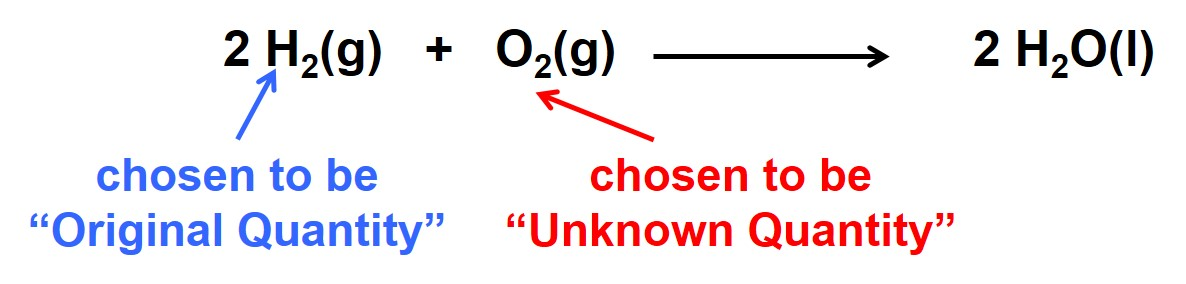 2 H₂(g) + O₂(g) ⟶ 2 H₂O(l)
chosen to be
“Original Quantity”
chosen to be
“Unknown Quantity”